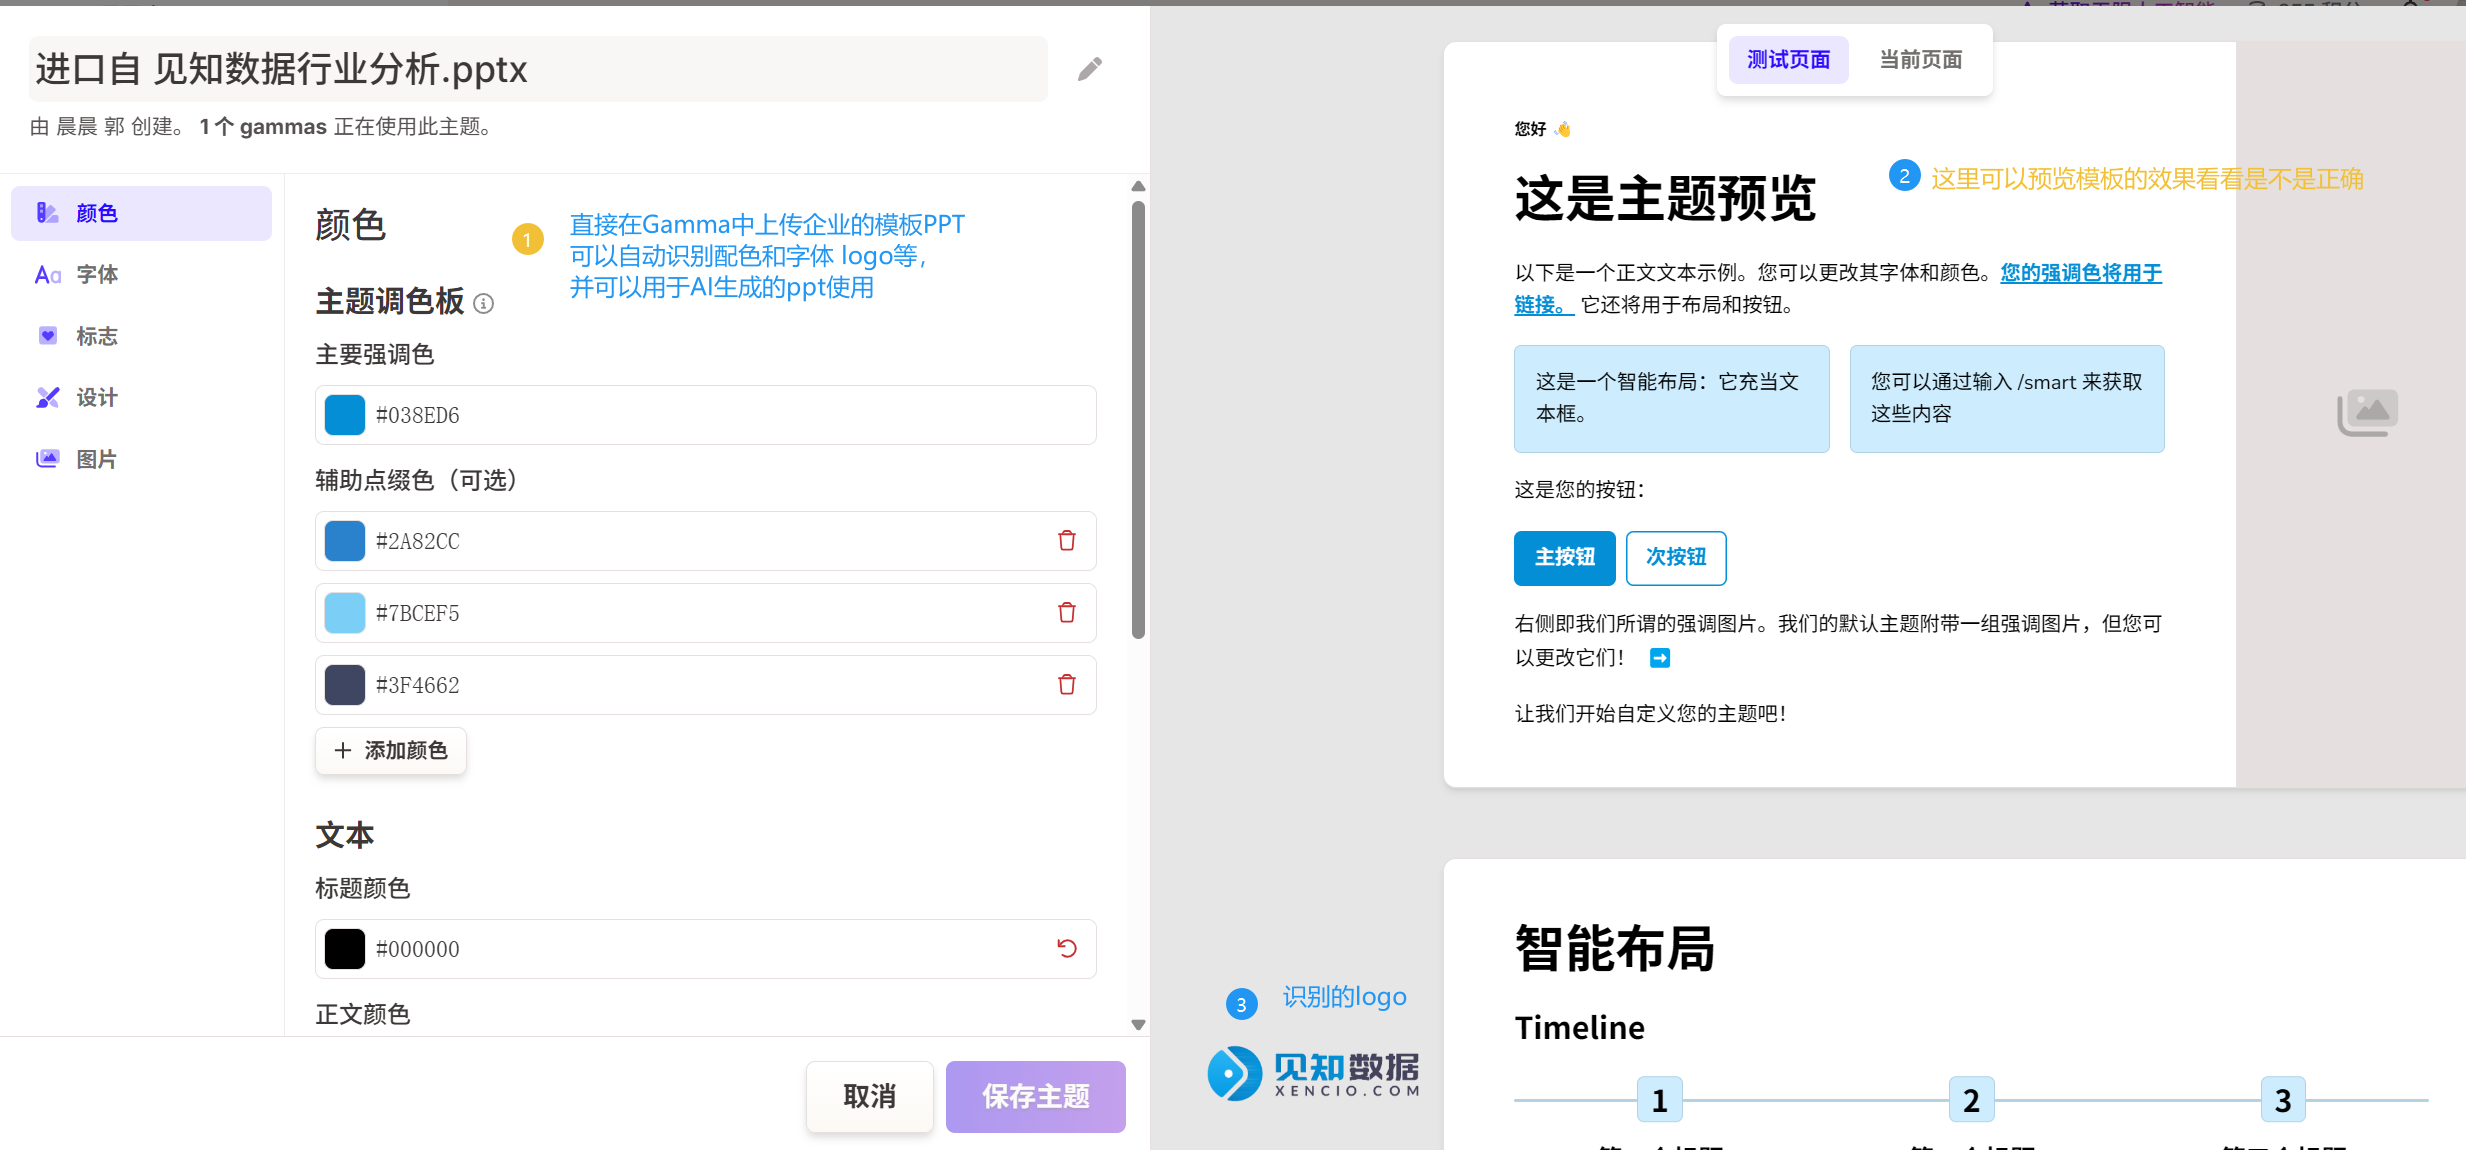 进口自 见知数据行业分析.pptx
由 晨晨 郭 创建。 1 个 gammas 正在使用此主题。
颜色
字体
标志
设计
图片
颜色
1
直接在Gamma中上传企业的模板PPT
可以自动识别配色和字体 logo等，
并可以用于AI生成的ppt使用
主题调色板
主要强调色
#038ED6
辅助点缀色（可选）
#2A82CC
#7BCEF5
#3F4662
添加颜色
文本
标题颜色
#000000
正文颜色
取消
保存主题
测试页面
当前页面
您好
这是主题预览
2
这里可以预览模板的效果看看是不是正确
以下是一个正文文本示例。您可以更改其字体和颜色。您的强调色将用于
链接。 它还将用于布局和按钮。
这是一个智能布局：它充当文
本框。
您可以通过输入 /smart 来获取
这些内容
这是您的按钮：
主按钮
次按钮
右侧即我们所谓的强调图片。我们的默认主题附带一组强调图片，但您可
以更改它们！
让我们开始自定义您的主题吧！
3
识别的logo
见知数据
XENCIO.COM
智能布局
Timeline
1
2
3